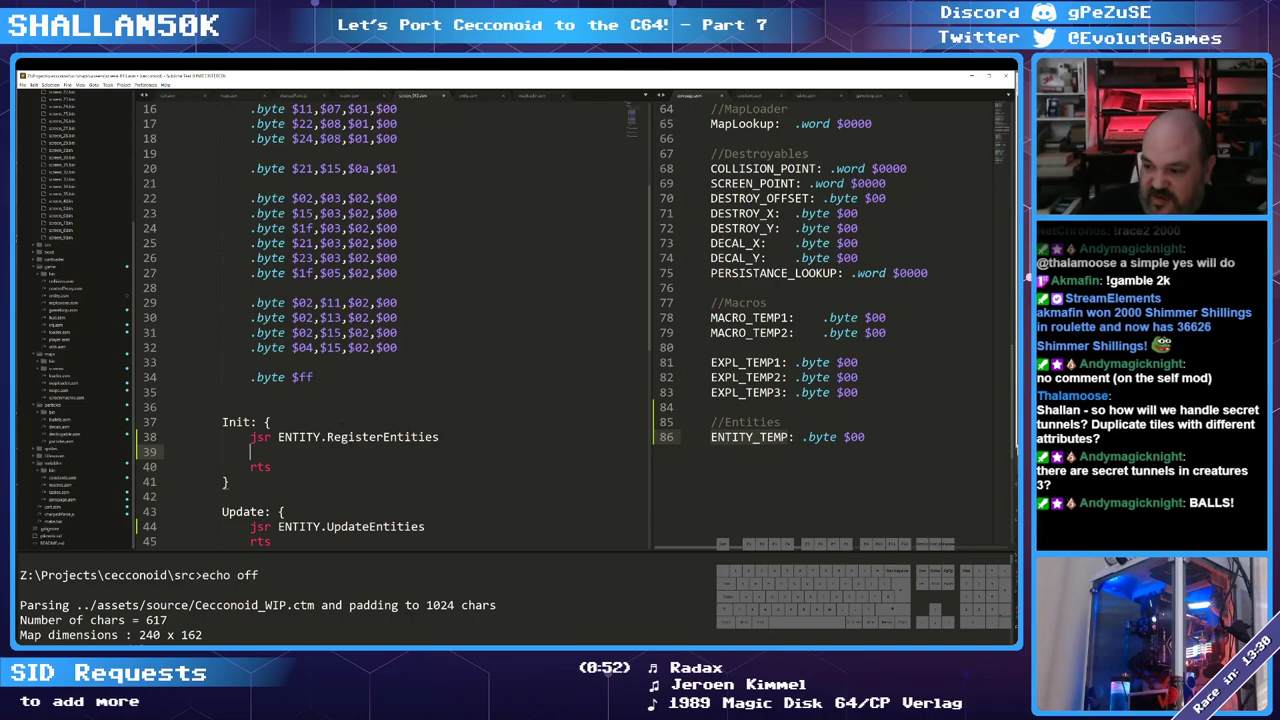 SHALLAN50K
Let's Port Cecconoid to the C64! - Part 7
Discord gPeZuSE
Twitter @EvoluteGames
16 .byte $11,$07,$01,$00
17 .byte $22,$08,$01,$00
18 .byte $24,$08,$01,$00
19
20 .byte $21,$15,$0a,$01
21
22 .byte $02,$03,$02,$00
23 .byte $15,$03,$02,$00
24 .byte $1f,$03,$02,$00
25 .byte $21,$03,$02,$00
26 .byte $23,$03,$02,$00
27 .byte $1f,$05,$02,$00
28
29 .byte $02,$11,$02,$00
30 .byte $02,$13,$02,$00
31 .byte $02,$15,$02,$00
32 .byte $04,$15,$02,$00
33
34 .byte $ff
35
36
37 Init: {
38 jsr ENTITY.RegisterEntities
39
40 rts
41 }
42
43 Update: {
44 jsr ENTITY.UpdateEntities
45 rts
64 //MapLoader
65 MapLookup: .word $0000
66
67 //Destroyables
68 COLLISION_POINT: .word $0000
69 SCREEN_POINT: .word $0000
70 DESTROY_OFFSET: .byte $00
71 DESTROY_X: .byte $00
72 DESTROY_Y: .byte $00
73 DECAL_X: .byte $00
74 DECAL_Y: .byte $00
75 PERSISTANCE_LOOKUP: .word $0000
76
77 //Macros
78 MACRO_TEMP1: .byte $00
79 MACRO_TEMP2: .byte $00
80
81 EXPL_TEMP1: .byte $00
82 EXPL_TEMP2: .byte $00
83 EXPL_TEMP3: .byte $00
84
85 //Entities
86 ENTITY_TEMP: .byte $00
Z:\Projects\cecconoid\src>echo off
Parsing ../assets/source/Cecconoid_WIP.ctm and padding to 1024 chars
Number of chars = 617
Map dimensions : 240 x 162
NetChronos: !race2 2000
Andymagicknight: @thalamoose a simple yes will do
Akmafin: !gamble 2k
StreamElements
akmafin won 2000 Shimmer Shillings in roulette and now has 36626 Shimmer Shillings!
Andymagicknight: no comment (on the self mod)
Thalamoose: Shallan - so how will we handle secret tunnels? Duplicate tiles with different attributes?
Andymagicknight: there are secret tunnels in creatures 3?
Andymagicknight: BALLS!
SID Requests
to add more
(0:52) Radax
Jeroen Kimmel
1989 Magic Disk 64/CP Verlag
Race in: 13:30